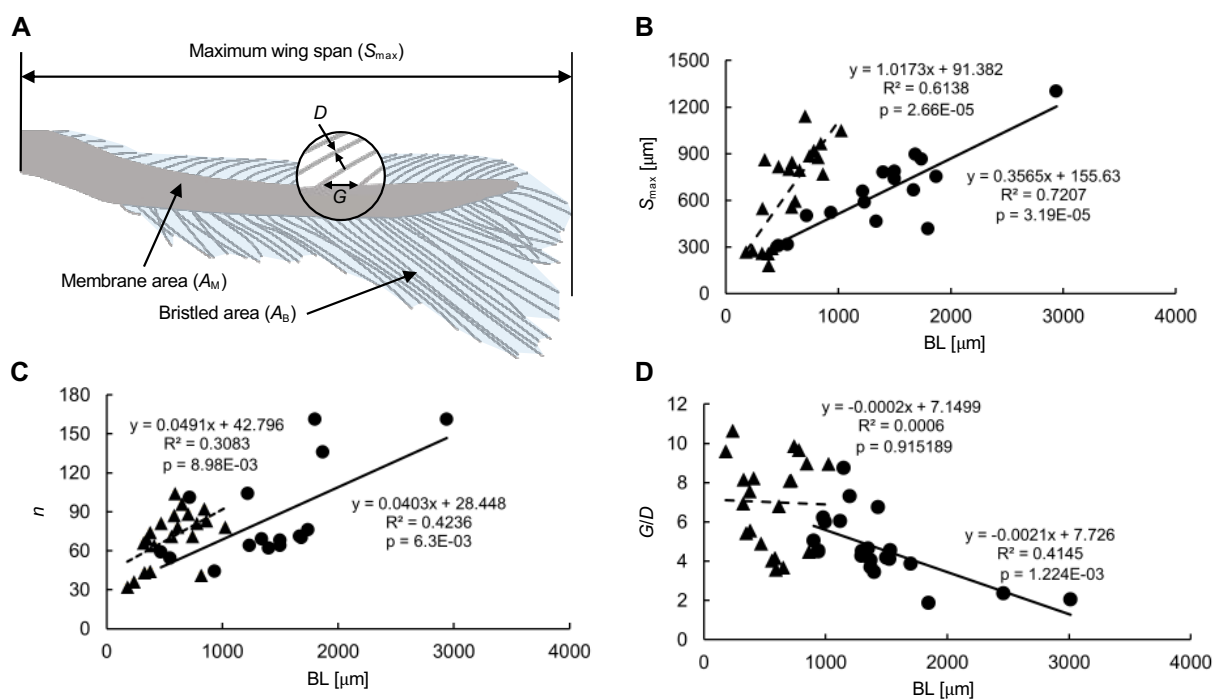 A
Maximum wing span (Smax)
D
G
Membrane area (AM)
Bristled area (AB)
B
1500
1200
900
600
300
0
Smax [µm]
y = 1.0173x + 91.382
R² = 0.6138
p = 2.66E-05
y = 0.3565x + 155.63
R² = 0.7207
p = 3.19E-05
0 1000 2000 3000 4000
BL [µm]
C
180
150
120
90
60
30
0
n
y = 0.0491x + 42.796
R² = 0.3083
p = 8.98E-03
y = 0.0403x + 28.448
R² = 0.4236
p = 6.3E-03
0 1000 2000 3000 4000
BL [µm]
D
12
10
8
6
4
2
0
G/D
y = -0.0002x + 7.1499
R² = 0.0006
p = 0.915189
y = -0.0021x + 7.726
R² = 0.4145
p = 1.224E-03
0 1000 2000 3000 4000
BL [µm]